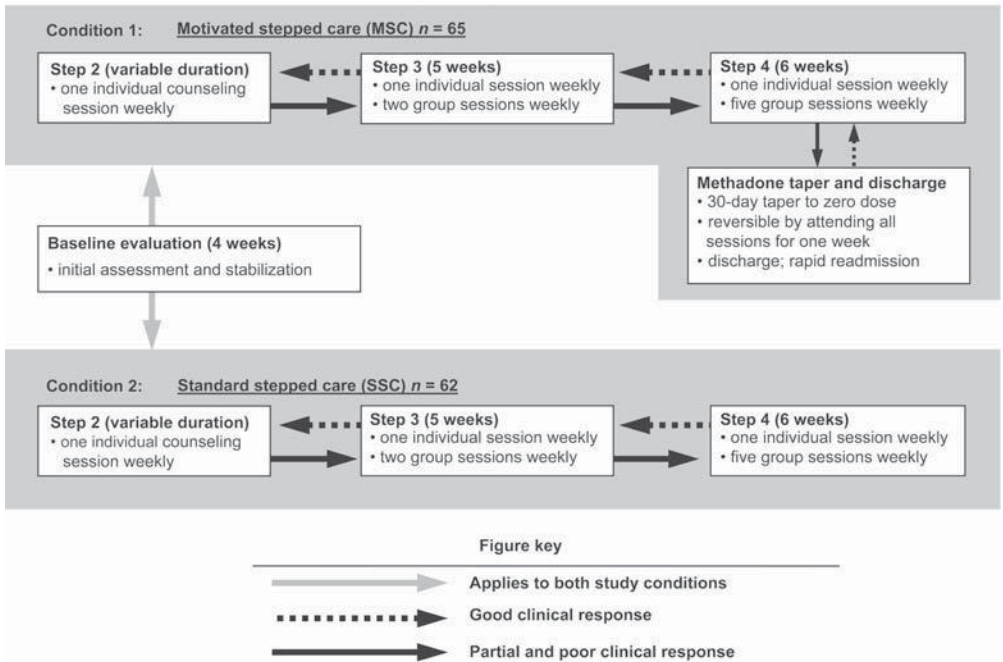 Condition 1: Motivated stepped care (MSC) n = 65
Step 2 (variable duration)
• one individual counseling
session weekly
Step 3 (5 weeks)
• one individual session weekly
• two group sessions weekly
Step 4 (6 weeks)
• one individual session weekly
• five group sessions weekly
Methadone taper and discharge
• 30-day taper to zero dose
• reversible by attending all
sessions for one week
• discharge; rapid readmission
Baseline evaluation (4 weeks)
• initial assessment and stabilization
Condition 2: Standard stepped care (SSC) n = 62
Step 2 (variable duration)
• one individual counseling
session weekly
Step 3 (5 weeks)
• one individual session weekly
• two group sessions weekly
Step 4 (6 weeks)
• one individual session weekly
• five group sessions weekly
Figure key
Applies to both study conditions
Good clinical response
Partial and poor clinical response